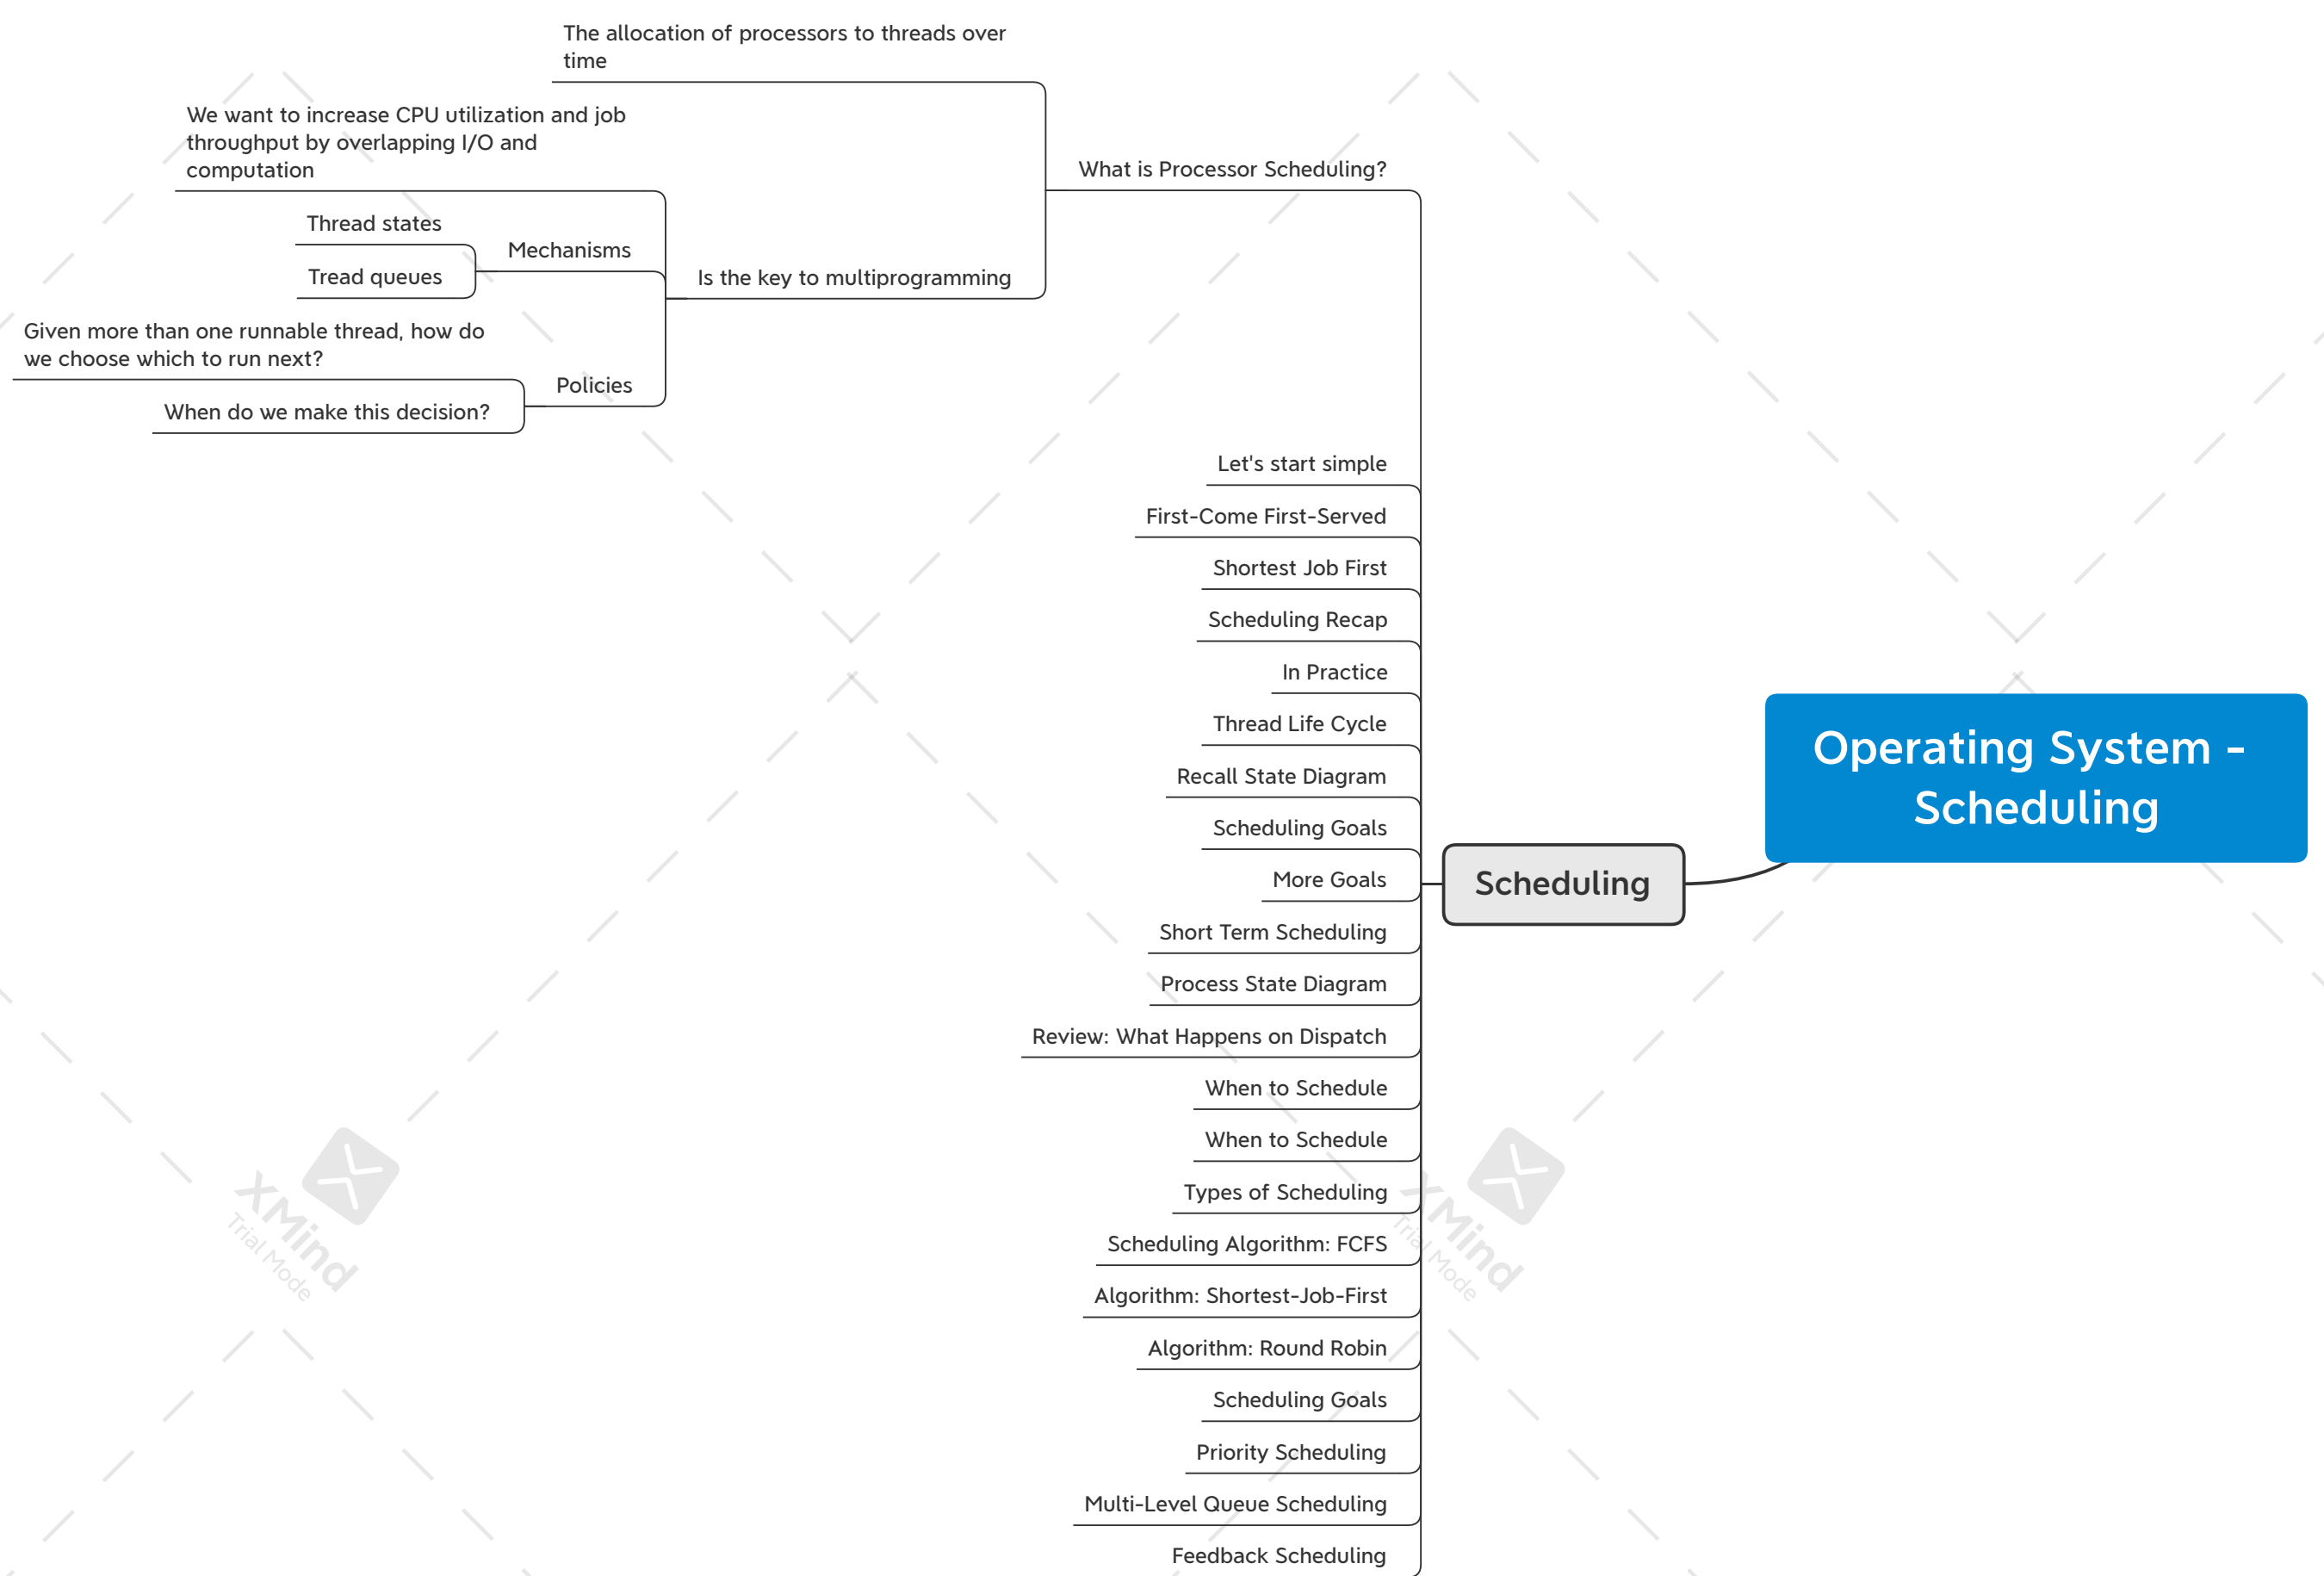 The allocation of processors to threads over
time
We want to increase CPU utilization and job
throughput by overlapping I/O and
computation
What is Processor Scheduling?
Thread states
Mechanisms
Tread queues
Is the key to multiprogramming
Given more than one runnable thread, how do
we choose which to run next?
Policies
When do we make this decision?
Let's start simple
First-Come First-Served
Shortest Job First
Scheduling Recap
In Practice
Thread Life Cycle
Recall State Diagram
Scheduling Goals
More Goals
Short Term Scheduling
Process State Diagram
Review: What Happens on Dispatch
When to Schedule
When to Schedule
Types of Scheduling
Scheduling Algorithm: FCFS
Algorithm: Shortest-Job-First
Algorithm: Round Robin
Scheduling Goals
Priority Scheduling
Multi-Level Queue Scheduling
Feedback Scheduling
Scheduling
Operating System -
Scheduling
XMind
Trial Mode
XMind
Trial Mode